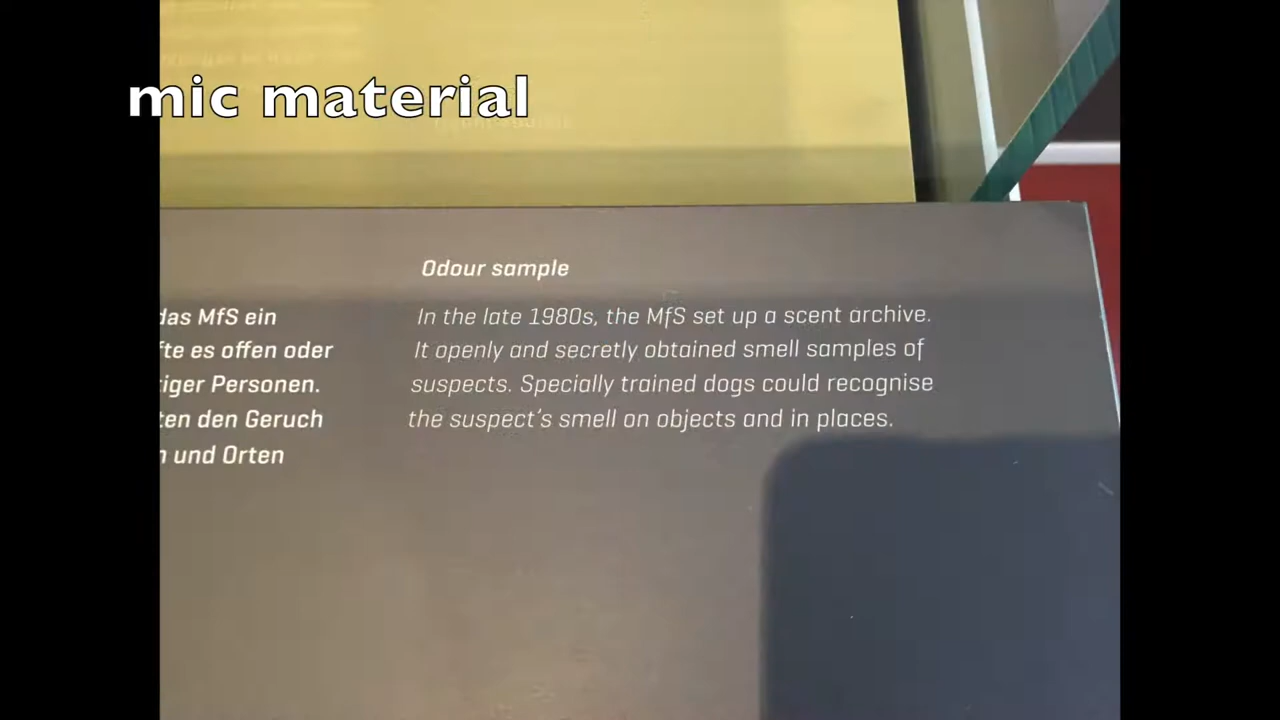 mic material
Odour sample
das MfS ein
fte es offen oder
tiger Personen.
ten den Geruch
n und Orten
In the late 1980s, the MfS set up a scent archive.
It openly and secretly obtained smell samples of
suspects. Specially trained dogs could recognise
the suspect's smell on objects and in places.